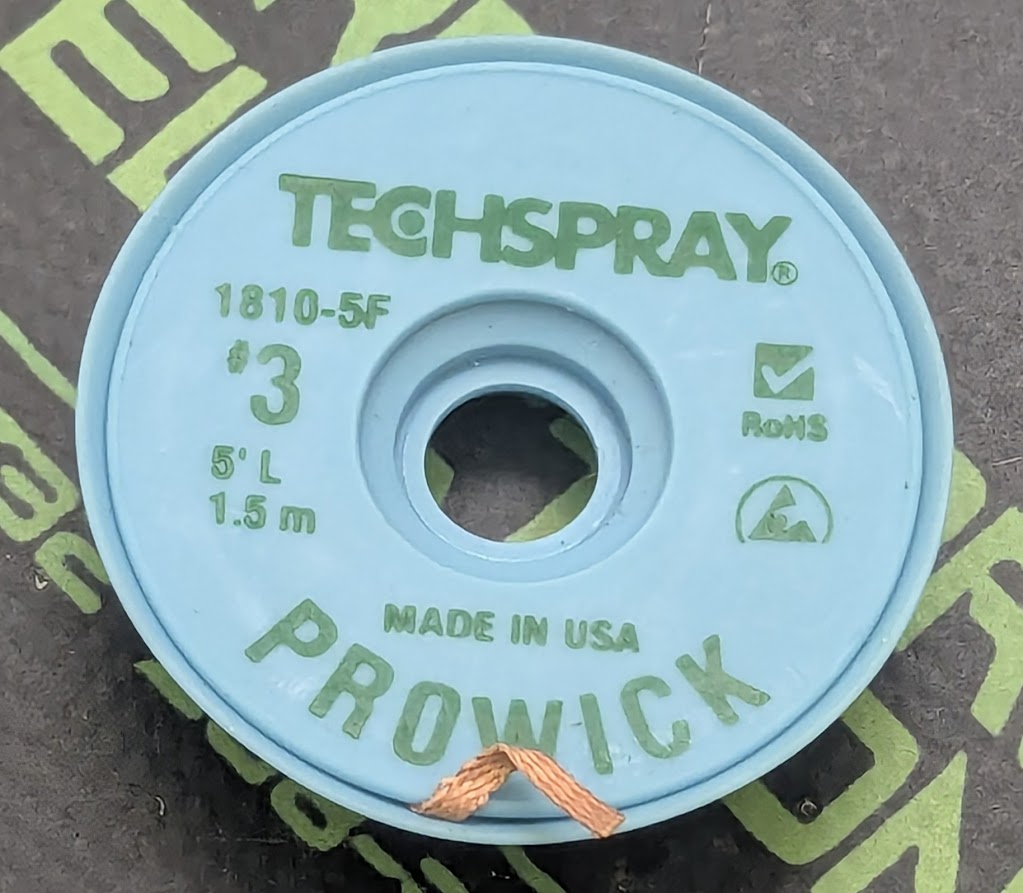 TECHSPRAY®
1810-5F
#3
5' L
1.5 m
RoHS
MADE IN USA
PROWICK